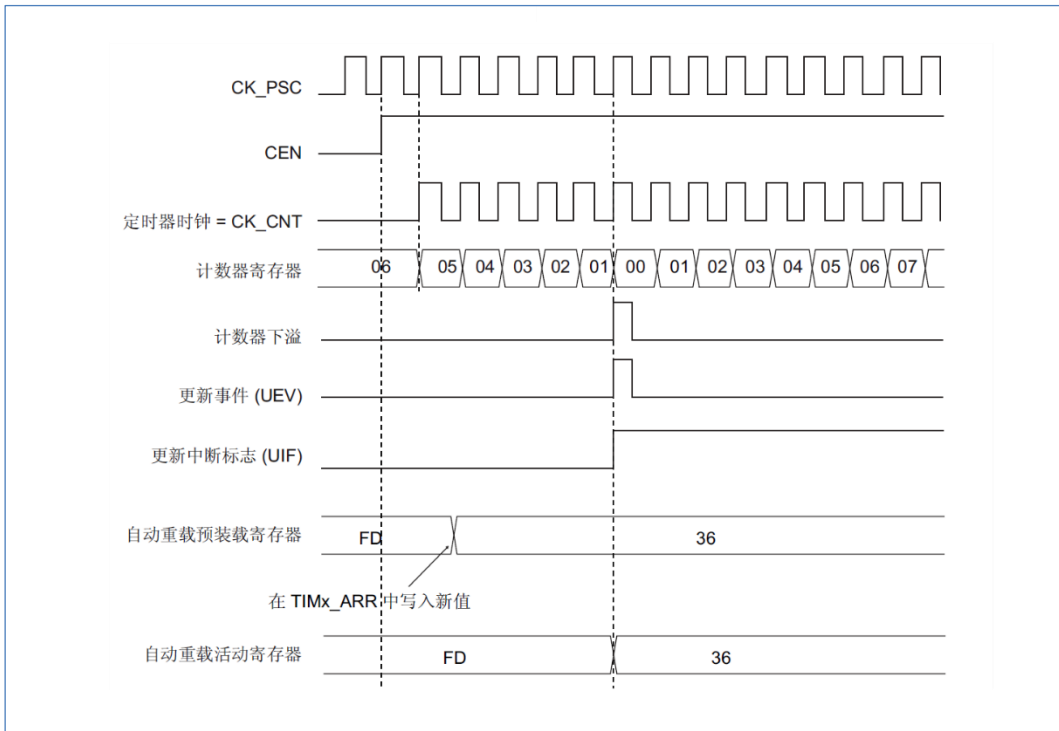 CK_PSC
CEN
定时器时钟 = CK_CNT
计数器寄存器 06 05 04 03 02 01 00 01 02 03 04 05 06 07
计数器下溢
更新事件 (UEV)
更新中断标志 (UIF)
自动重载预装载寄存器 FD 36
在 TIMx_ARR 中写入新值
自动重载活动寄存器 FD 36